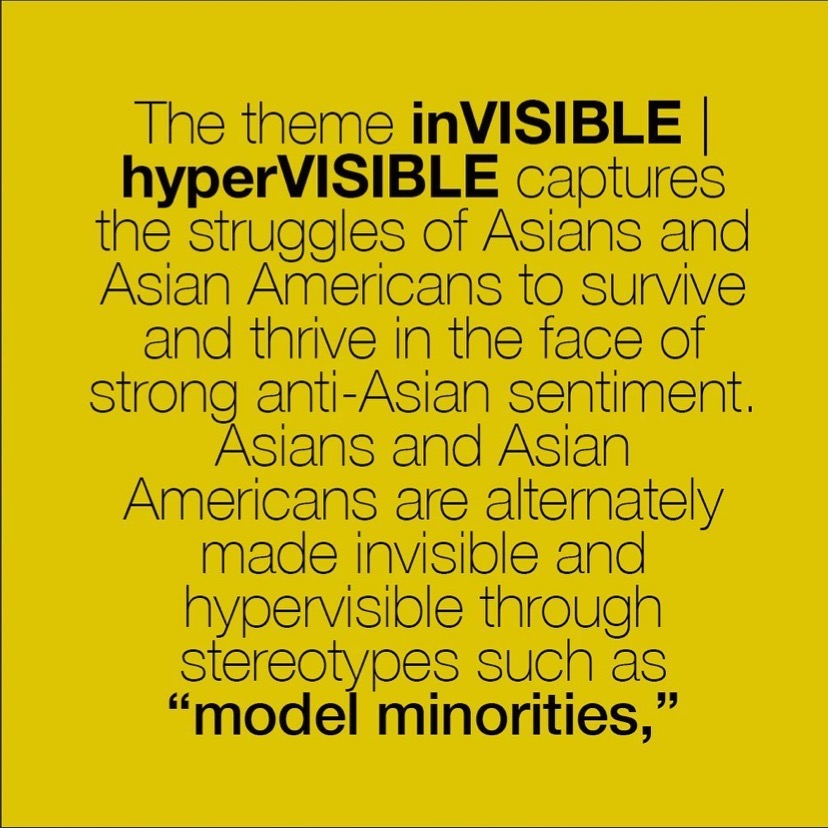 The theme inVISIBLE |
hyperVISIBLE captures
the struggles of Asians and
Asian Americans to survive
and thrive in the face of
strong anti-Asian sentiment.
Asians and Asian
Americans are alternately
made invisible and
hypervisible through
stereotypes such as
“model minorities,”